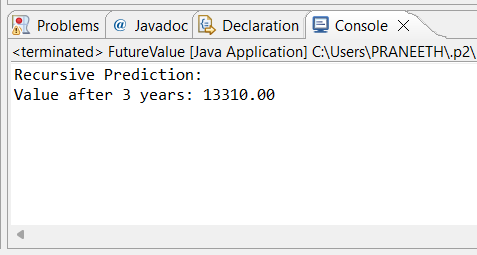 Problems @ Javadoc Declaration Console
<terminated> FutureValue [Java Application] C:\Users\PRANEETH\.p2\
Recursive Prediction:
Value after 3 years: 13310.00